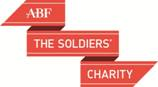 ABF
THE SOLDIERS'
CHARITY